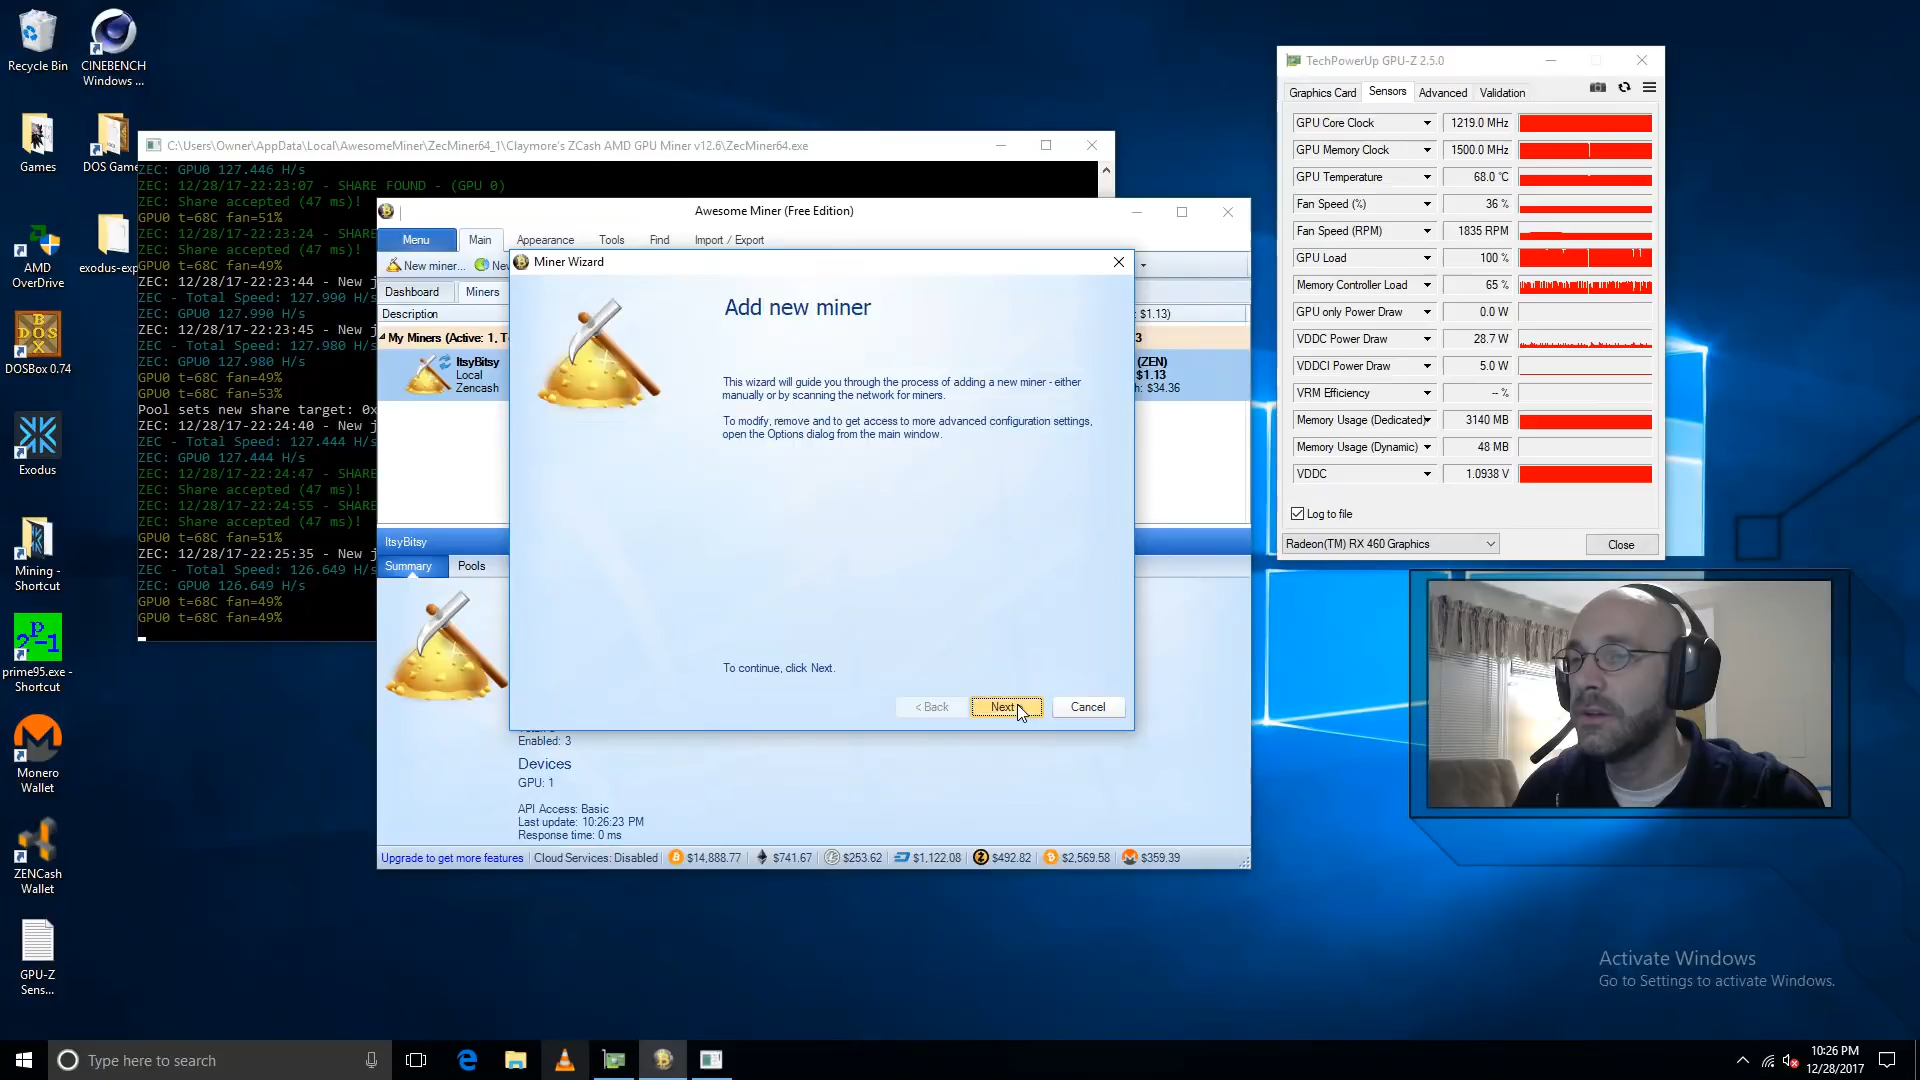 Recycle Bin
CINEBENCH
Windows ...
Games
DOS Game
AMD
OverDrive
exodus-exp
DOSBox 0.74
Exodus
Mining -
Shortcut
prime95.exe -
Shortcut
Monero
Wallet
ZENCash
Wallet
GPU-Z
Sens...
C:\Users\Owner\AppData\Local\AwesomeMiner\ZecMiner64_1\Claymore's ZCash AMD GPU Miner v12.6\ZecMiner64.exe
ZEC: GPU0 127.446 H/s
ZEC: 12/28/17-22:23:07 - SHARE FOUND - (GPU 0)
ZEC: Share accepted (47 ms)!
GPU0 t=68C fan=51%
ZEC: 12/28/17-22:23:24 - SHARE
ZEC: Share accepted (47 ms)!
GPU0 t=68C fan=49%
ZEC: 12/28/17-22:23:44 - New j
ZEC - Total Speed: 127.990 H/s
ZEC: GPU0 127.990 H/s
ZEC: 12/28/17-22:23:45 - New j
ZEC - Total Speed: 127.980 H/s
ZEC: GPU0 127.980 H/s
GPU0 t=68C fan=49%
GPU0 t=68C fan=53%
Pool sets new share target: 0x
ZEC: 12/28/17-22:24:40 - New j
ZEC - Total Speed: 127.444 H/s
ZEC: GPU0 127.444 H/s
ZEC: 12/28/17-22:24:47 - SHARE
ZEC: Share accepted (47 ms)!
ZEC: 12/28/17-22:24:55 - SHARE
ZEC: Share accepted (47 ms)!
GPU0 t=68C fan=51%
ZEC: 12/28/17-22:25:35 - New j
ZEC - Total Speed: 126.649 H/s
ZEC: GPU0 126.649 H/s
GPU0 t=68C fan=49%
GPU0 t=68C fan=49%
Awesome Miner (Free Edition)
Menu Main Appearance Tools Find Import / Export
New miner... New
Dashboard Miners
Description : $1.13)
My Miners (Active: 1, T 3
ItsyBitsy (ZEN)
Local $1.13
Zencash h: $34.36
ItsyBitsy
Summary Pools
Miner Wizard
Add new miner
This wizard will guide you through the process of adding a new miner - either
manually or by scanning the network for miners.
To modify, remove and to get access to more advanced configuration settings,
open the Options dialog from the main window.
To continue, click Next.
< Back Next Cancel
Enabled: 3
Devices
GPU: 1
API Access: Basic
Last update: 10:26:23 PM
Response time: 0 ms
Upgrade to get more features Cloud Services: Disabled $14,888.77 $741.67 $253.62 $1,122.08 $492.82 $2,569.58 $359.39
TechPowerUp GPU-Z 2.5.0
Graphics Card Sensors Advanced Validation
GPU Core Clock 1219.0 MHz
GPU Memory Clock 1500.0 MHz
GPU Temperature 68.0 °C
Fan Speed (%) 36 %
Fan Speed (RPM) 1835 RPM
GPU Load 100 %
Memory Controller Load 65 %
GPU only Power Draw 0.0 W
VDDC Power Draw 28.7 W
VDDCI Power Draw 5.0 W
VRM Efficiency -- %
Memory Usage (Dedicated) 3140 MB
Memory Usage (Dynamic) 48 MB
VDDC 1.0938 V
Log to file
Radeon(TM) RX 460 Graphics Close
Activate Windows
Go to Settings to activate Windows.
Type here to search
10:26 PM
12/28/2017